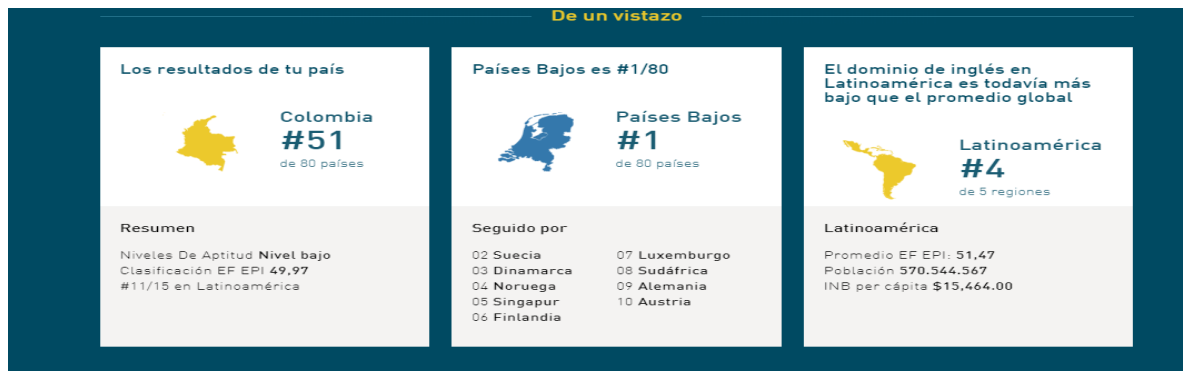 De un vistazo
Los resultados de tu país
Colombia
#51
de 80 países
Resumen
Niveles De Aptitud Nivel bajo
Clasificación EF EPI 49,97
#11/15 en Latinoamérica
Países Bajos es #1/80
Países Bajos
#1
de 80 países
Seguido por
02 Suecia
03 Dinamarca
04 Noruega
05 Singapur
06 Finlandia
07 Luxemburgo
08 Sudáfrica
09 Alemania
10 Austria
El dominio de inglés en
Latinoamérica es todavía más
bajo que el promedio global
Latinoamérica
#4
de 5 regiones
Latinoamérica
Promedio EF EPI: 51,47
Población 570.544.567
INB per cápita $15,464.00